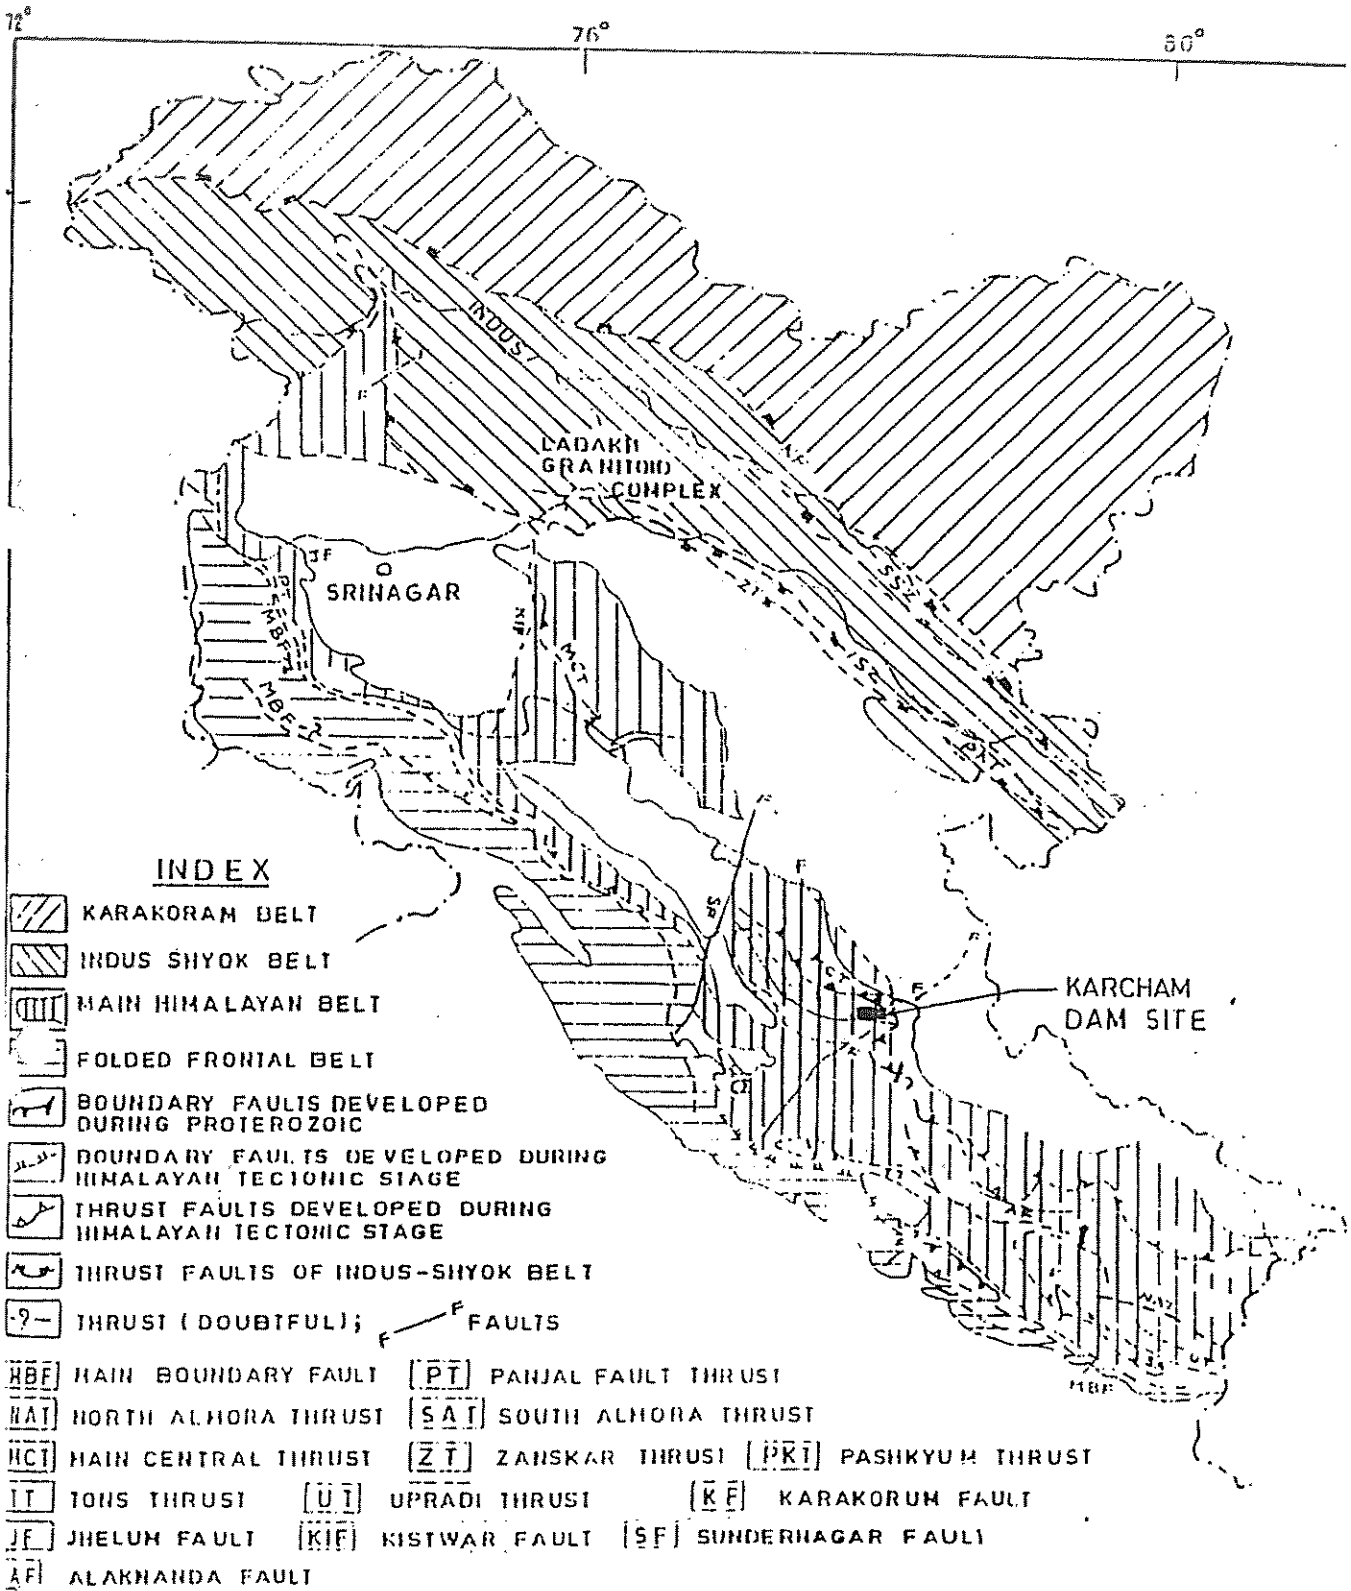 72°
76°
80°
INDUS
LADAKH
GRANITOID
COMPLEX
JF
SRINAGAR
PT
MBF
MBF
KIF
MCT
ZT
SSZ
ISZ
F
F
F
KARCHAM
DAM SITE
MBF
INDEX
KARAKORAM BELT
INDUS SHYOK BELT
MAIN HIMALAYAN BELT
FOLDED FRONTAL BELT
BOUNDARY FAULTS DEVELOPED
DURING PROTEROZOIC
BOUNDARY FAULTS DEVELOPED DURING
HIMALAYAN TECTONIC STAGE
THRUST FAULTS DEVELOPED DURING
HIMALAYAN TECTONIC STAGE
THRUST FAULTS OF INDUS-SHYOK BELT
-?- THRUST (DOUBTFUL); F F FAULTS
MBF MAIN BOUNDARY FAULT PT PANJAL FAULT THRUST
NAT NORTH ALMORA THRUST SAT SOUTH ALMORA THRUST
MCT MAIN CENTRAL THRUST ZT ZANSKAR THRUST PKT PASHKYUM THRUST
TT TONS THRUST UT UPRADI THRUST KF KARAKORUM FAULT
JF JHELUM FAULT KIF KISTWAR FAULT SF SUNDERNAGAR FAULT
AF ALAKHANDA FAULT